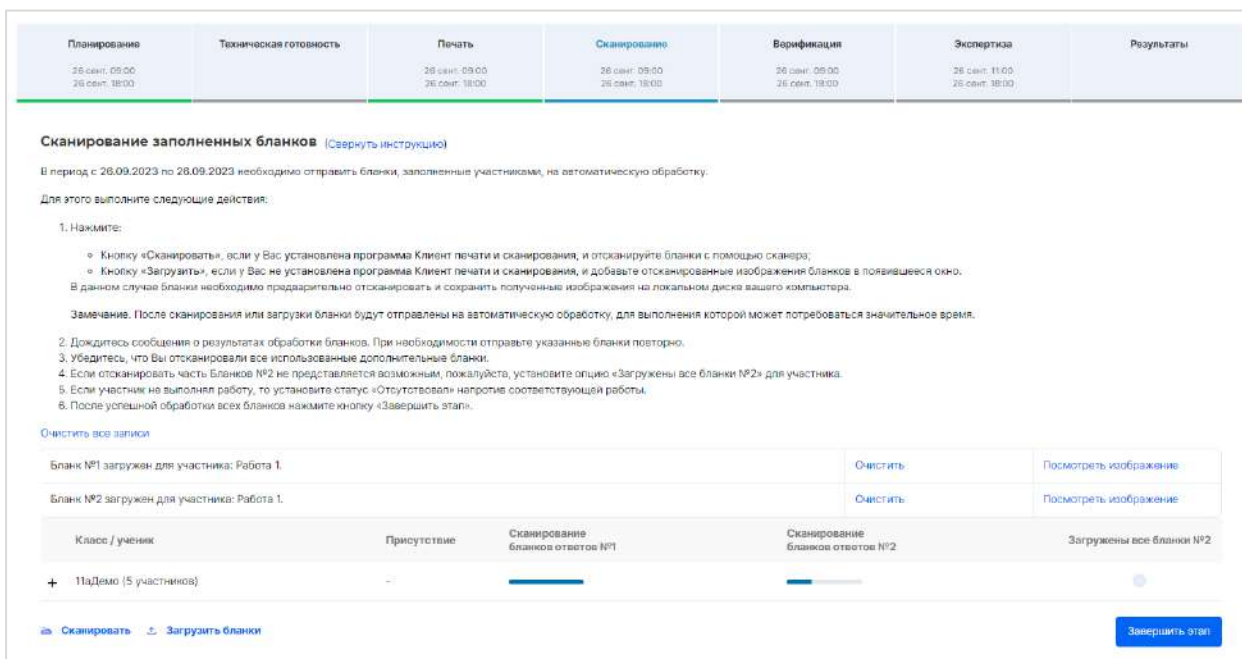 Планирование Техническая готовность Печать Сканирование Верификация Экспертиза Результаты
26 сент. 09:00 26 сент. 09:00 26 сент. 09:00 26 сент. 09:00 26 сент. 11:00
26 сент. 18:00 26 сент. 18:00 26 сент. 18:00 26 сент. 18:00 26 сент. 18:00
Сканирование заполненных бланков (Свернуть инструкцию)
В период с 26.09.2023 по 26.09.2023 необходимо отправить бланки, заполненные участниками, на автоматическую обработку.
Для этого выполните следующие действия:
1. Нажмите:
Кнопку «Сканировать», если у Вас установлена программа Клиент печати и сканирования, и отсканируйте бланки с помощью сканера;
Кнопку «Загрузить», если у Вас не установлена программа Клиент печати и сканирования, и добавьте отсканированные изображения бланков в появившееся окно.
В данном случае бланки необходимо предварительно отсканировать и сохранить полученные изображения на локальном диске вашего компьютера.
Замечание. После сканирования или загрузки бланки будут отправлены на автоматическую обработку, для выполнения которой может потребоваться значительное время.
2. Дождитесь сообщения о результатах обработки бланков. При необходимости отправьте указанные бланки повторно.
3. Убедитесь, что Вы отсканировали все использованные дополнительные бланки.
4. Если отсканировать часть Бланков №2 не представляется возможным, пожалуйста, установите опцию «Загружены все бланки №2» для участника.
5. Если участник не выполнял работу, то установите статус «Отсутствовал» напротив соответствующей работы.
6. После успешной обработки всех бланков нажмите кнопку «Завершить этап».
Очистить все записи
Бланк №1 загружен для участника: Работа 1. Очистить Посмотреть изображение
Бланк №2 загружен для участника: Работа 1. Очистить Посмотреть изображение
Класс / ученик Присутствие Сканирование бланков ответов №1 Сканирование бланков ответов №2 Загружены все бланки №2
+ 11аДемо (5 участников) -
Сканировать Загрузить бланки Завершить этап